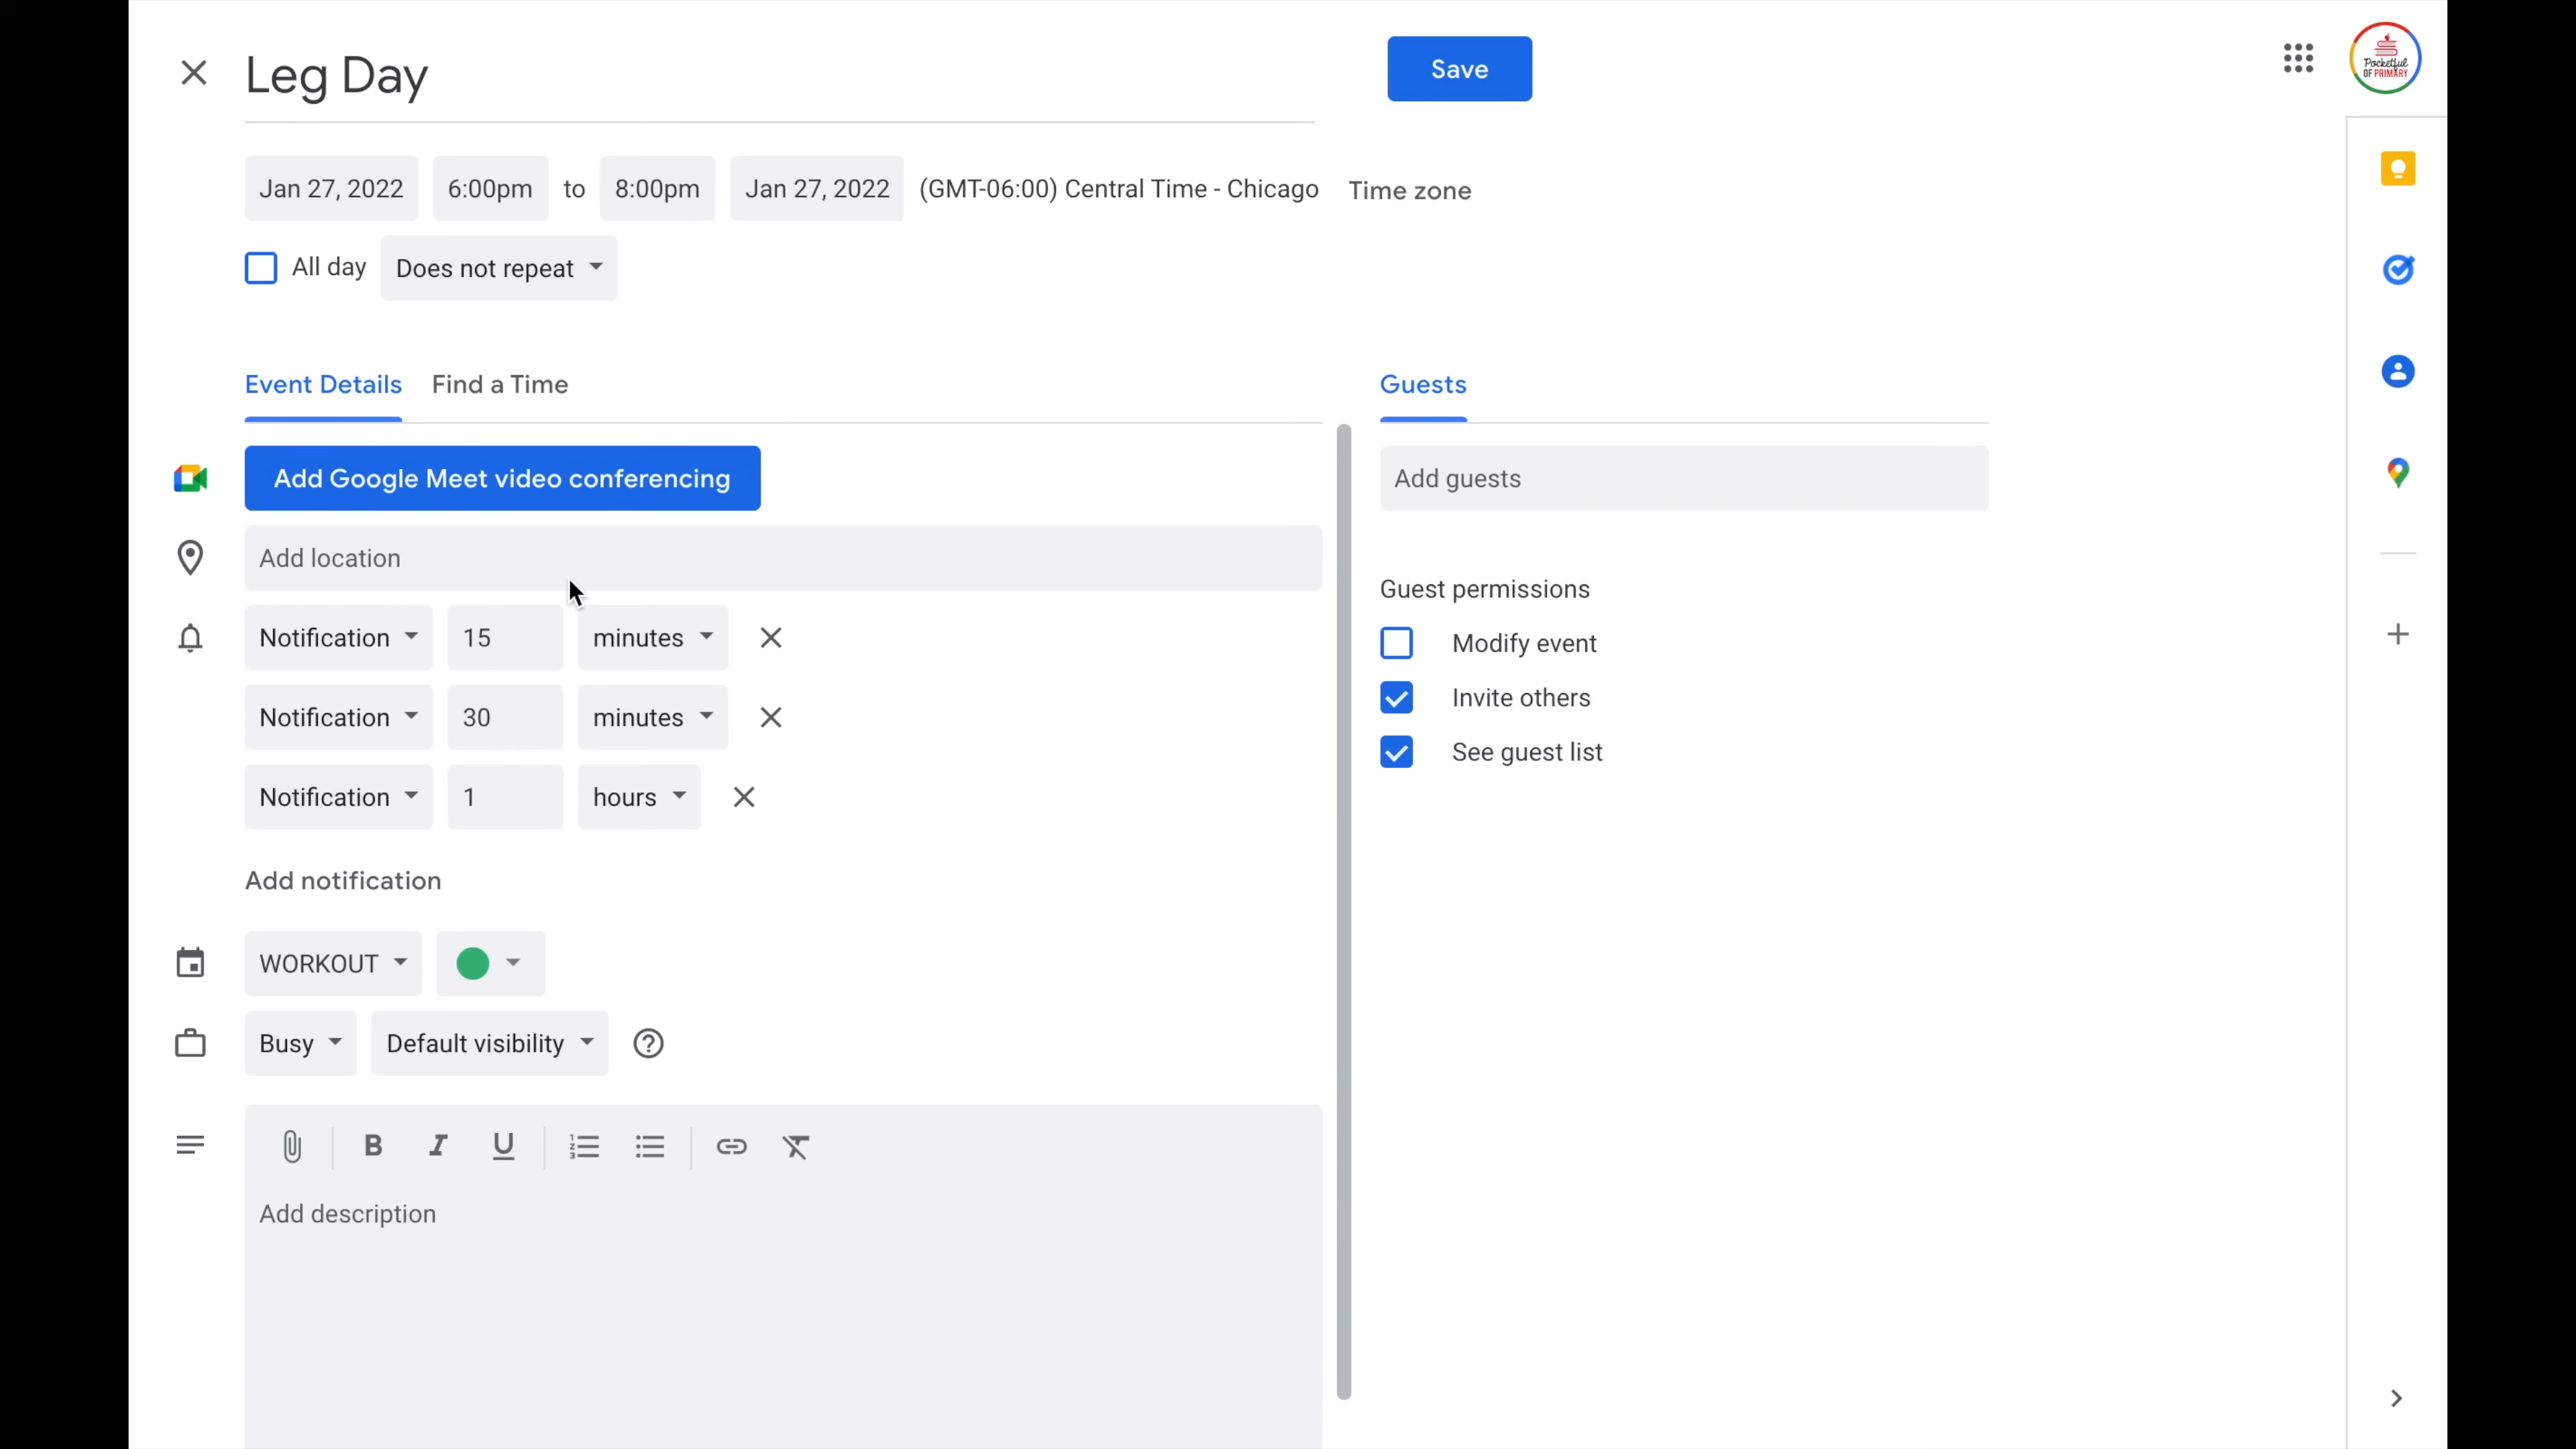 Leg Day
Save
Pocketful
OF PRIMARY
Jan 27, 2022 6:00pm to 8:00pm Jan 27, 2022 (GMT-06:00) Central Time - Chicago Time zone
All day Does not repeat
Event Details Find a Time
Guests
Add Google Meet video conferencing
Add guests
Add location
Guest permissions
Notification 15 minutes
Modify event
Invite others
Notification 30 minutes
See guest list
Notification 1 hours
Add notification
WORKOUT
Busy Default visibility
B I U
Add description